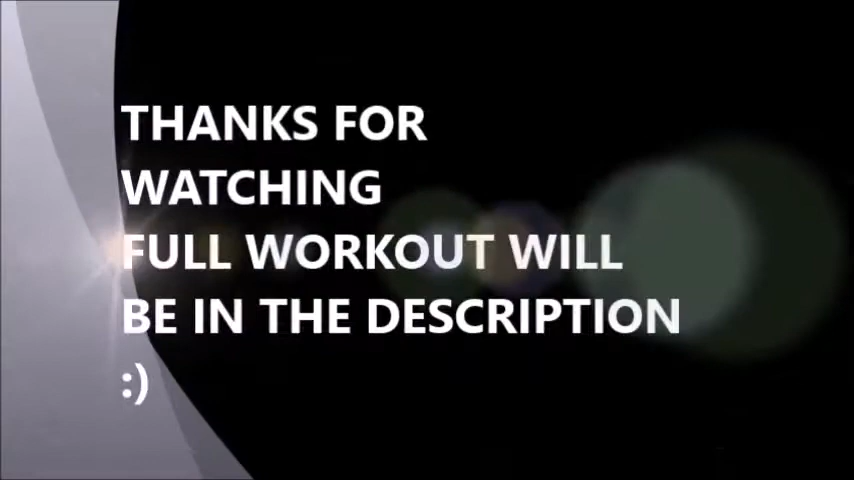 THANKS FOR
WATCHING
FULL WORKOUT WILL
BE IN THE DESCRIPTION
:)